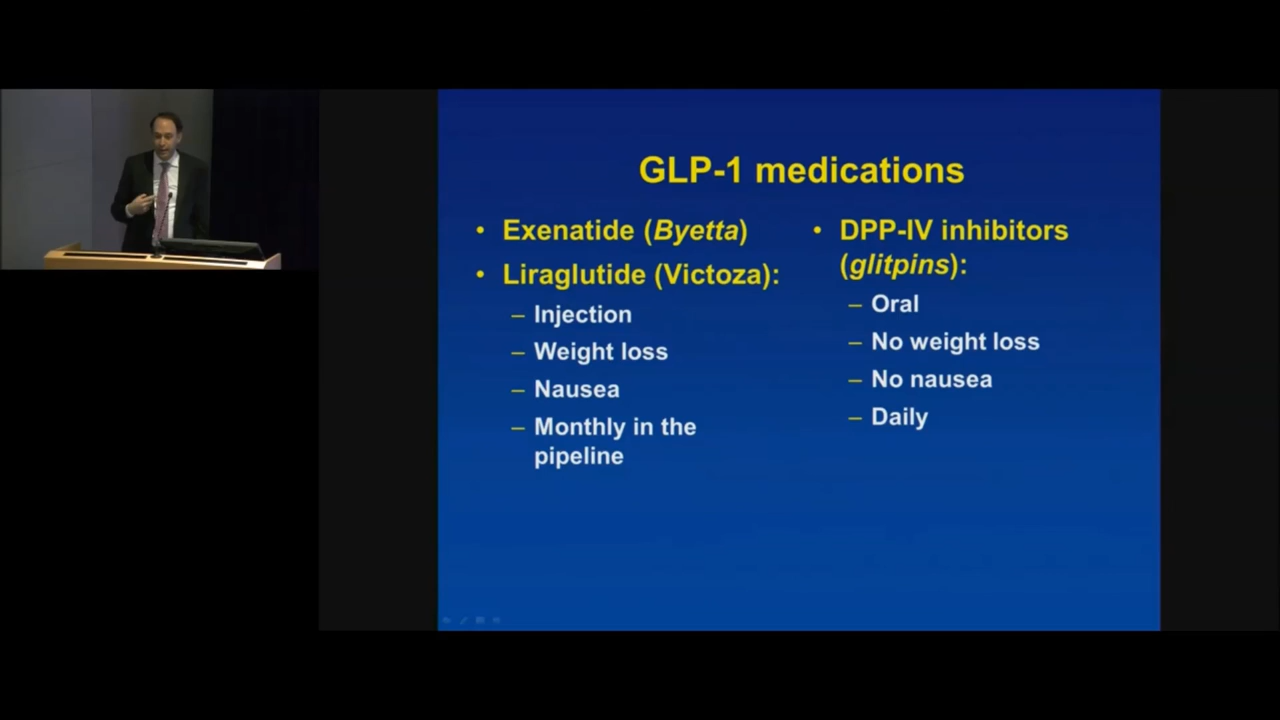 GLP-1 medications
• Exenatide (Byetta)
• Liraglutide (Victoza):
– Injection
– Weight loss
– Nausea
– Monthly in the
pipeline
• DPP-IV inhibitors
(glitpins):
– Oral
– No weight loss
– No nausea
– Daily